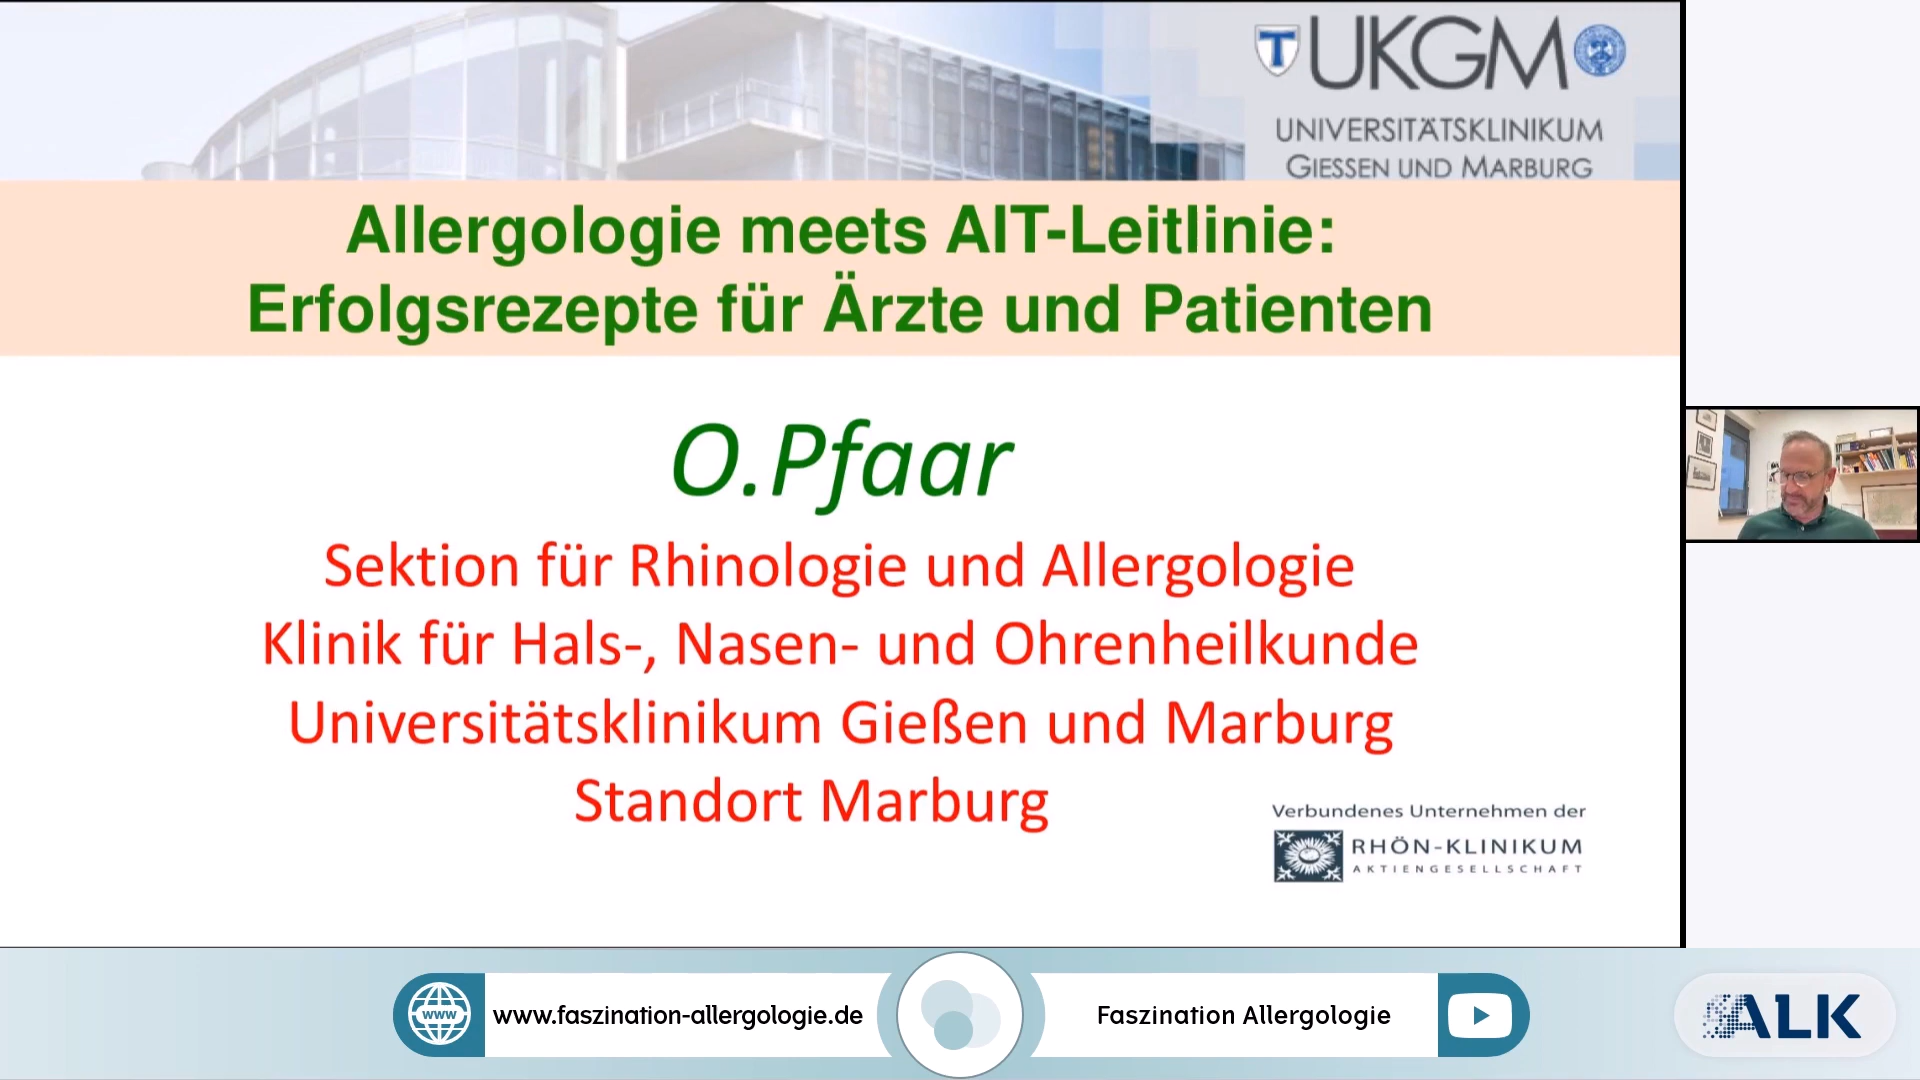 UKGM
UNIVERSITÄTSKLINIKUM
GIESSEN UND MARBURG
Allergologie meets AIT-Leitlinie:
Erfolgsrezepte für Ärzte und Patienten
O.Pfaar
Sektion für Rhinologie und Allergologie
Klinik für Hals-, Nasen- und Ohrenheilkunde
Universitätsklinikum Gießen und Marburg
Standort Marburg
Verbundenes Unternehmen der
RHÖN-KLINIKUM
AKTIENGESELLSCHAFT
www
www.faszination-allergologie.de
Faszination Allergologie
ALK